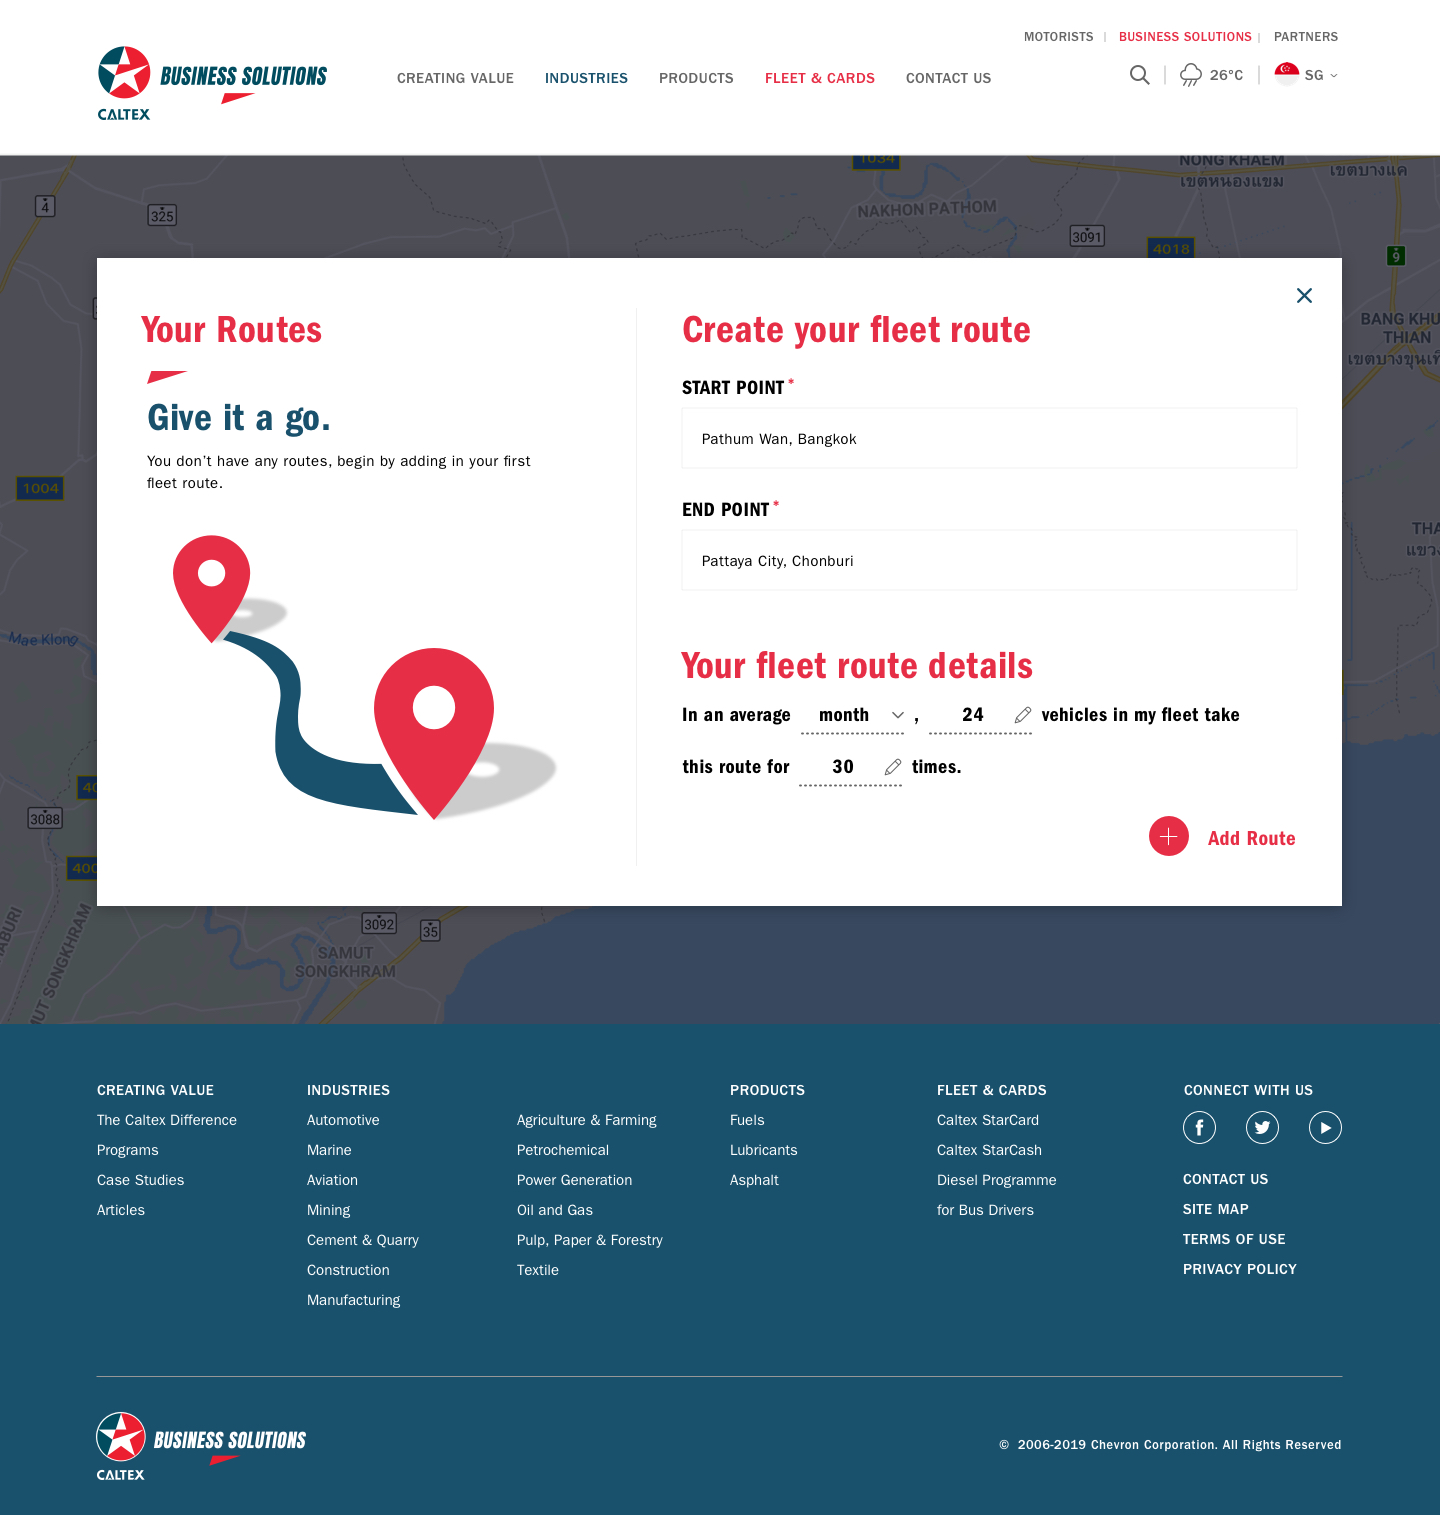 MOTORISTS | BUSINESS SOLUTIONS | PARTNERS
BUSINESS SOLUTIONS
CALTEX
CREATING VALUE INDUSTRIES PRODUCTS FLEET & CARDS CONTACT US
26°C
SG
1034
NONG KHAEM
เขตหนองแขม
เขตบางแค
4
325
NAKHON PATHOM
3091
4018
9
BANG KHU
THIAN
เขตบางขุนเท
1004
Mae Klong
3088
400
3092
35
SAMUT
SONGKHRAM
ABURI
MUT SONGKHRAM
THA
แขว
Your Routes
Give it a go.
You don't have any routes, begin by adding in your first
fleet route.
Create your fleet route
START POINT *
Pathum Wan, Bangkok
END POINT *
Pattaya City, Chonburi
Your fleet route details
In an average month , 24 vehicles in my fleet take
this route for 30 times.
Add Route
CREATING VALUE
The Caltex Difference
Programs
Case Studies
Articles
INDUSTRIES
Automotive
Marine
Aviation
Mining
Cement & Quarry
Construction
Manufacturing
Agriculture & Farming
Petrochemical
Power Generation
Oil and Gas
Pulp, Paper & Forestry
Textile
PRODUCTS
Fuels
Lubricants
Asphalt
FLEET & CARDS
Caltex StarCard
Caltex StarCash
Diesel Programme
for Bus Drivers
CONNECT WITH US
CONTACT US
SITE MAP
TERMS OF USE
PRIVACY POLICY
BUSINESS SOLUTIONS
CALTEX
© 2006-2019 Chevron Corporation. All Rights Reserved